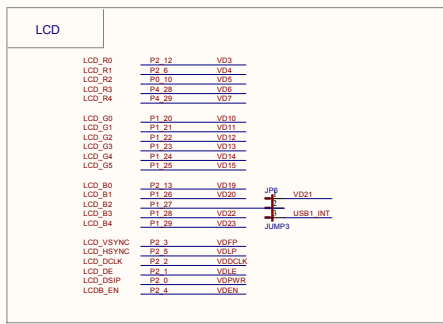 LCD
LCD_R0 P2_12 VD3
LCD_R1 P2_6 VD4
LCD_R2 P0_10 VD5
LCD_R3 P4_28 VD6
LCD_R4 P4_29 VD7
LCD_G0 P1_20 VD10
LCD_G1 P1_21 VD11
LCD_G2 P1_22 VD12
LCD_G3 P1_23 VD13
LCD_G4 P1_24 VD14
LCD_G5 P1_25 VD15
LCD_B0 P2_13 VD19 JP6
LCD_B1 P1_26 VD20 1 VD21
LCD_B2 P1_27 2
LCD_B3 P1_28 VD22 3 USB1_INT
LCD_B4 P1_29 VD23 JUMP3
LCD_VSYNC P2_3 VDFP
LCD_HSYNC P2_5 VDLP
LCD_DCLK P2_2 VDDCLK
LCD_DE P2_1 VDLE
LCD_DSIP P2_0 VDPWR
LCDB_EN P2_4 VDEN